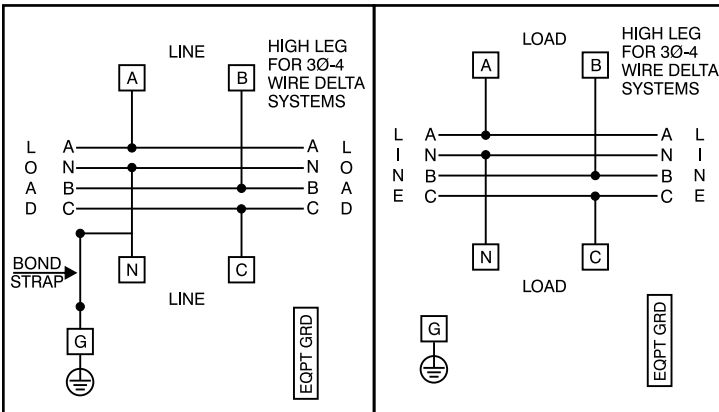 LINE
HIGH LEG
FOR 3Ø-4
WIRE DELTA
SYSTEMS
A
B
L A A L
O N N O
A B B A
D C C D
BOND
STRAP
N
C
LINE
G
EQPT GRD
LOAD
HIGH LEG
FOR 3Ø-4
WIRE DELTA
SYSTEMS
A
B
L A A L
I N N I
N B B N
E C C E
N
C
LOAD
G
EQPT GRD